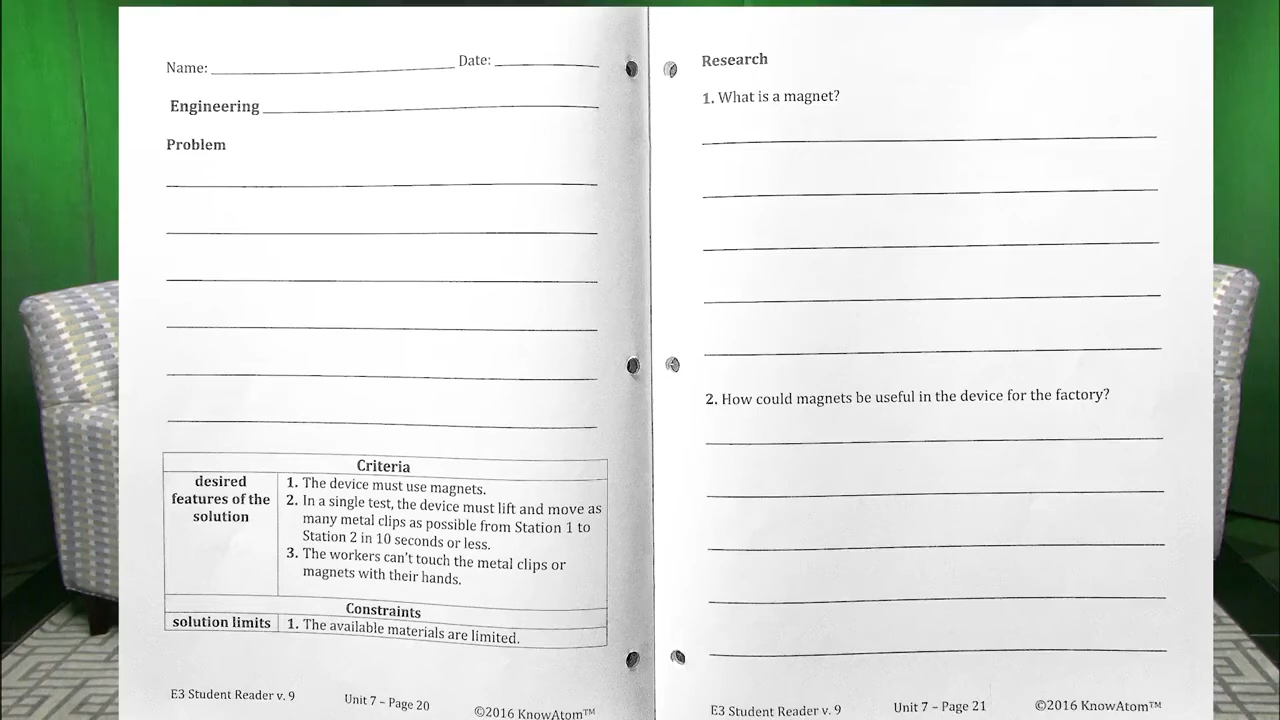 Name: Date:
Engineering
Problem
Criteria
desired features of the solution
1. The device must use magnets.
2. In a single test, the device must lift and move as
many metal clips as possible from Station 1 to
Station 2 in 10 seconds or less.
3. The workers can't touch the metal clips or
magnets with their hands.
Constraints
solution limits
1. The available materials are limited.
E3 Student Reader v. 9 Unit 7 – Page 20 ©2016 KnowAtom™
Research
1. What is a magnet?
2. How could magnets be useful in the device for the factory?
E3 Student Reader v. 9 Unit 7 – Page 21 ©2016 KnowAtom™